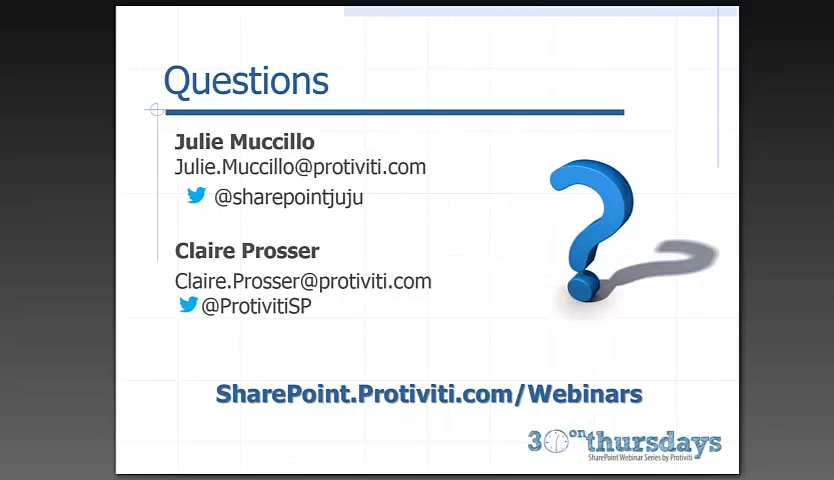 Questions
Julie Muccillo
Julie.Muccillo@protiviti.com
@sharepointjuju
Claire Prosser
Claire.Prosser@protiviti.com
@ProtivitiSP
SharePoint.Protiviti.com/Webinars
30 on thursdays
SharePoint Webinar Series by Protiviti